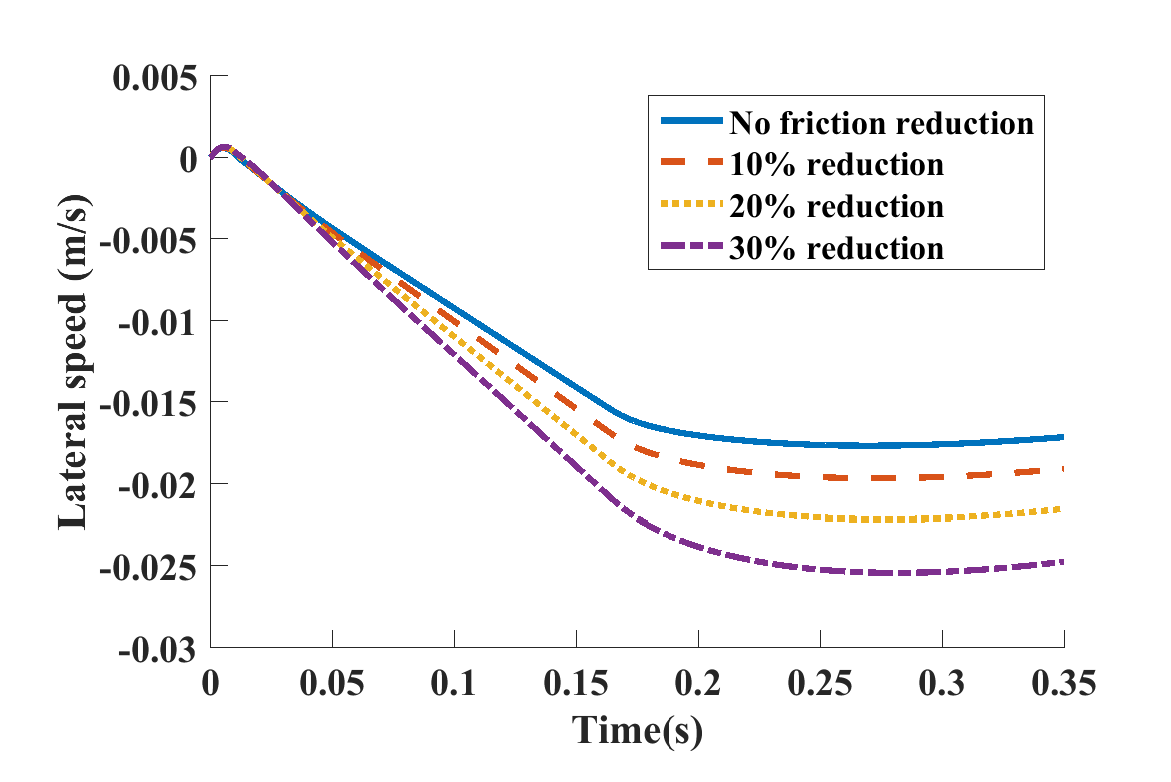 0.005
0
-0.005
-0.01
-0.015
-0.02
-0.025
-0.03
Lateral speed (m/s)
No friction reduction
10% reduction
20% reduction
30% reduction
0 0.05 0.1 0.15 0.2 0.25 0.3 0.35
Time(s)